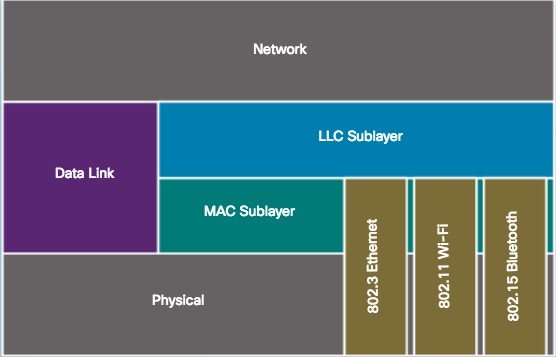 Network
LLC Sublayer
Data Link
MAC Sublayer
802.3 Ethernet
802.11 Wi-Fi
802.15 Bluetooth
Physical